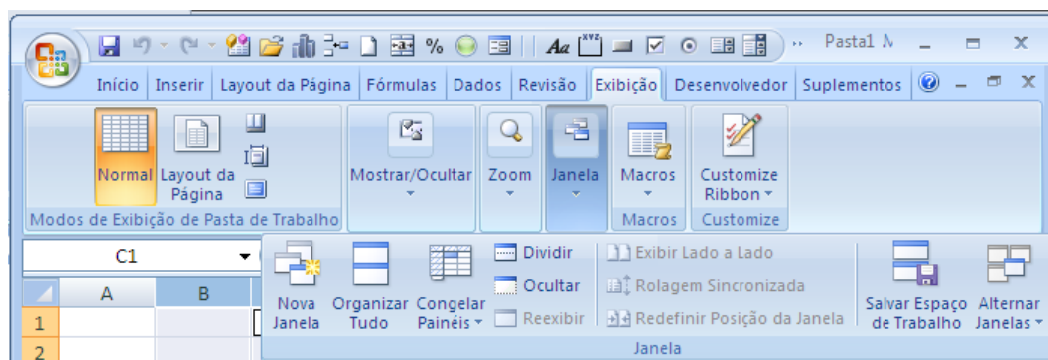 Pasta1 M
Início Inserir Layout da Página Fórmulas Dados Revisão Exibição Desenvolvedor Suplementos
Normal Layout da Página Mostrar/Ocultar Zoom Janela Macros Customize Ribbon
Modos de Exibição de Pasta de Trabalho Macros Customize
C1
Nova Janela Organizar Tudo Congelar Painéis
Dividir
Ocultar
Reexibir
Exibir Lado a Lado
Rolagem Sincronizada
Redefinir Posição da Janela
Salvar Espaço de Trabalho Alternar Janelas
Janela
A B
1
2